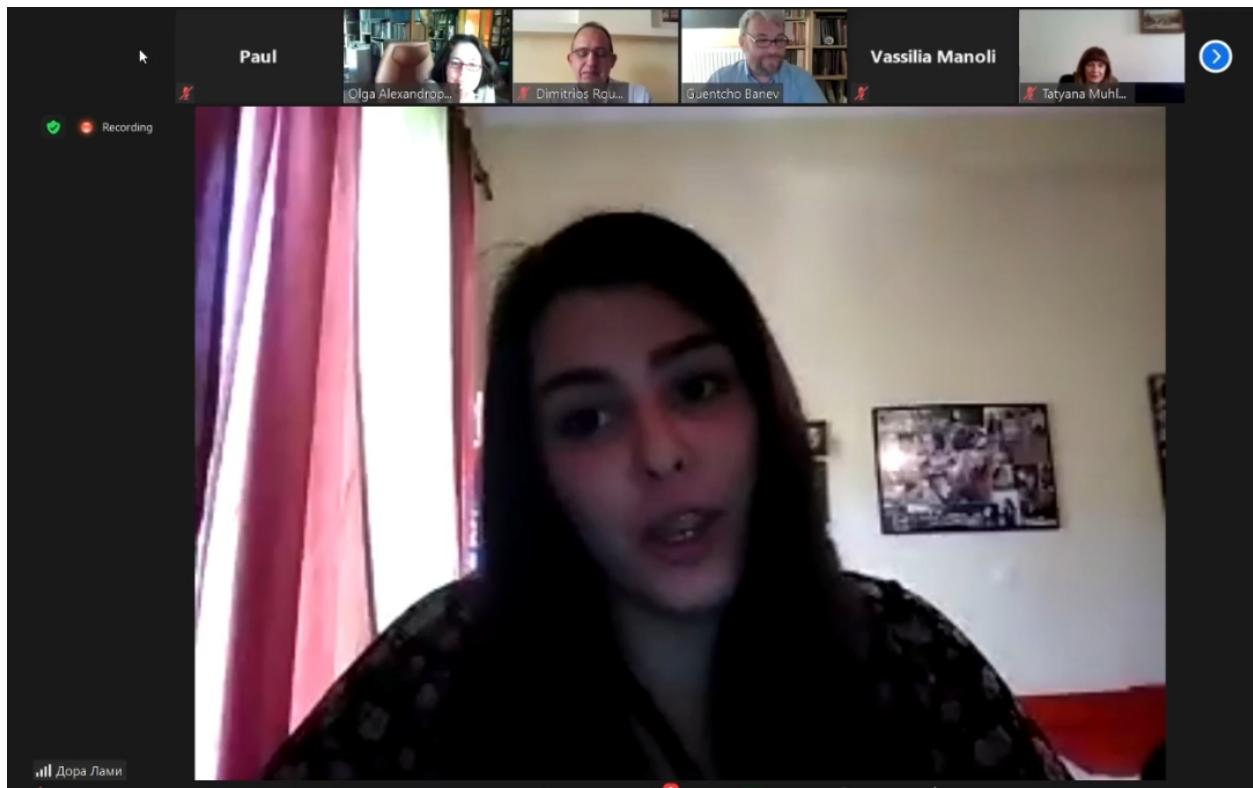 Paul
Olga Alexandrop...
Dimitrios Rou...
Guentcho Banev
Vassilia Manoli
Tatyana Muhl...
Recording
Дора Лами